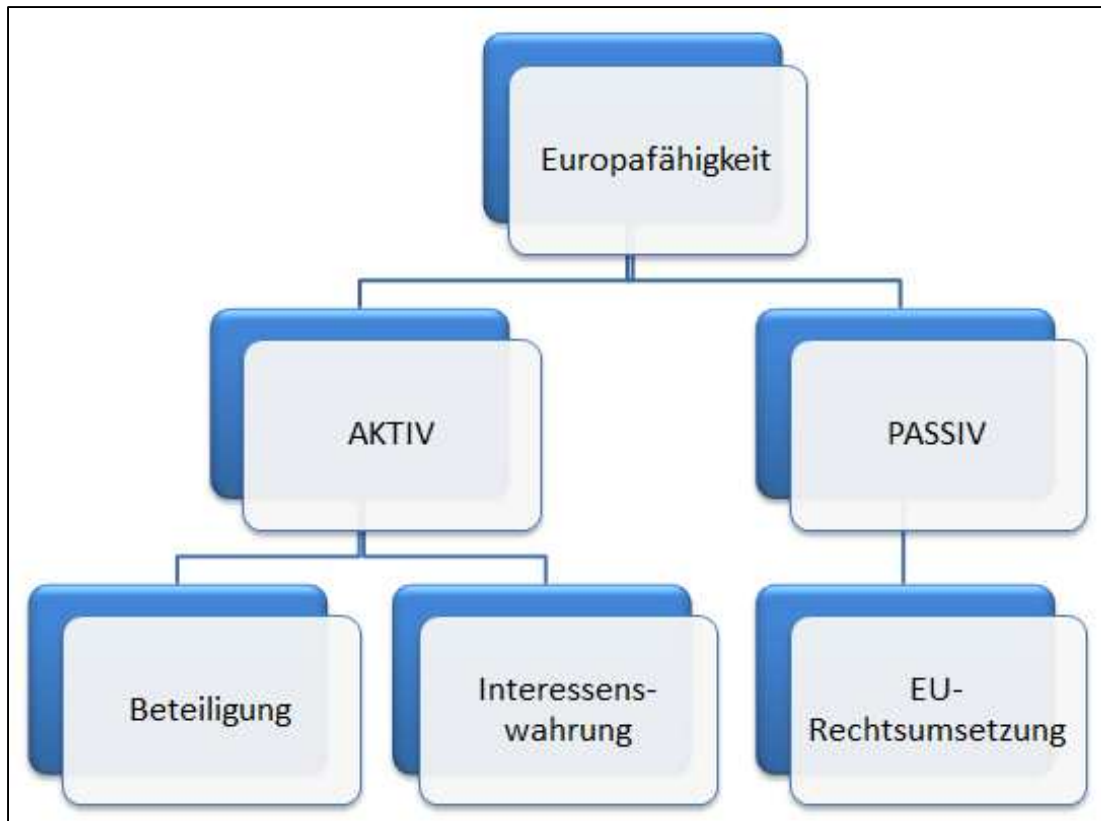 Europafähigkeit
AKTIV
PASSIV
Beteiligung
Interessens-
wahrung
EU-
Rechtsumsetzung